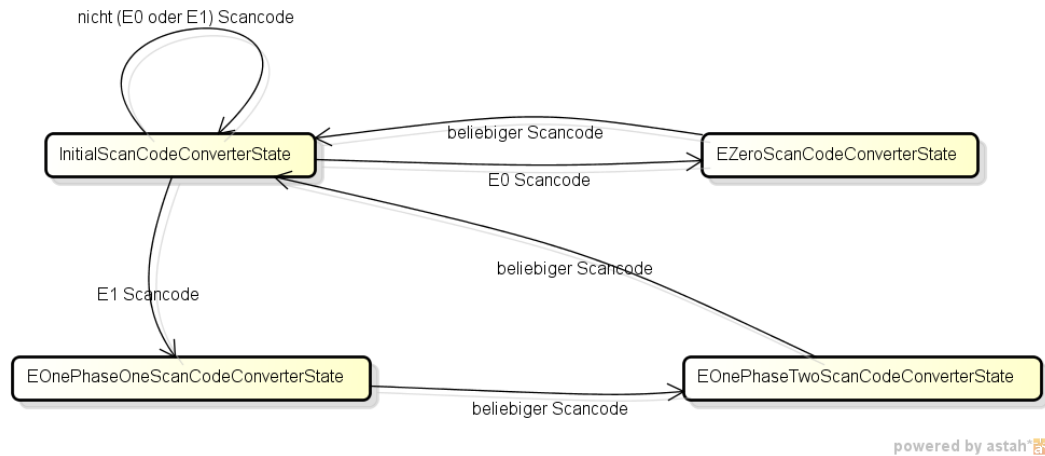 nicht (E0 oder E1) Scancode
InitialScanCodeConverterState
beliebiger Scancode
EZeroScanCodeConverterState
E0 Scancode
beliebiger Scancode
E1 Scancode
EOnePhaseOneScanCodeConverterState
EOnePhaseTwoScanCodeConverterState
beliebiger Scancode
powered by astah*